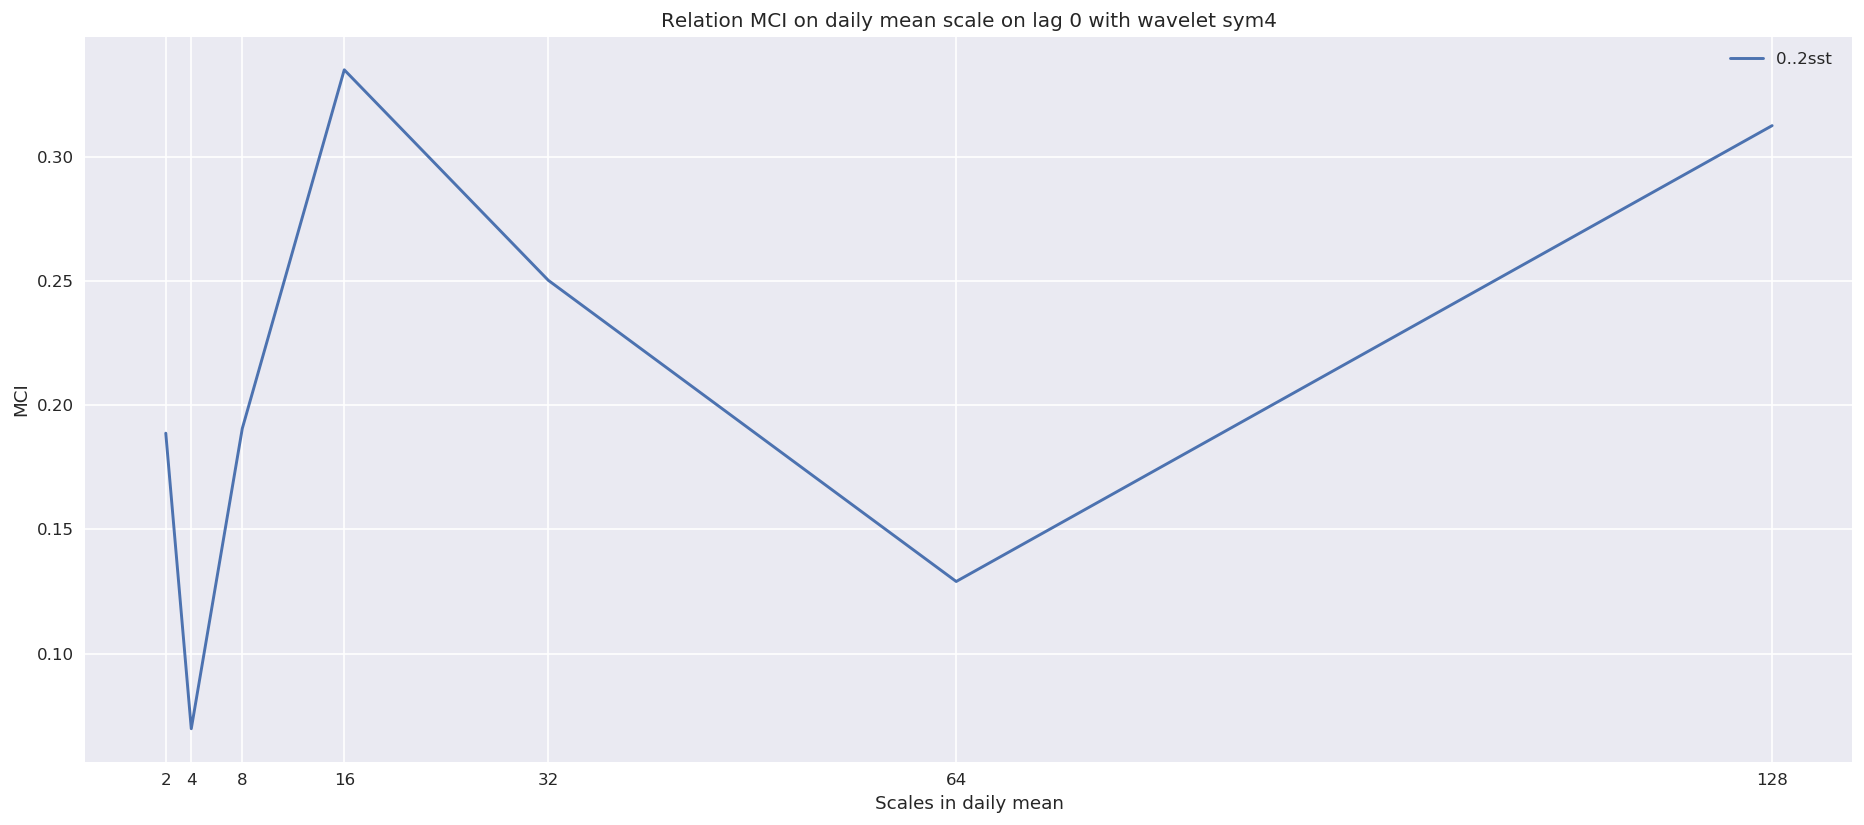 Relation MCI on daily mean scale on lag 0 with wavelet sym4
0..2sst
MCI
0.30
0.25
0.20
0.15
0.10
2 4 8 16 32 64 128
Scales in daily mean